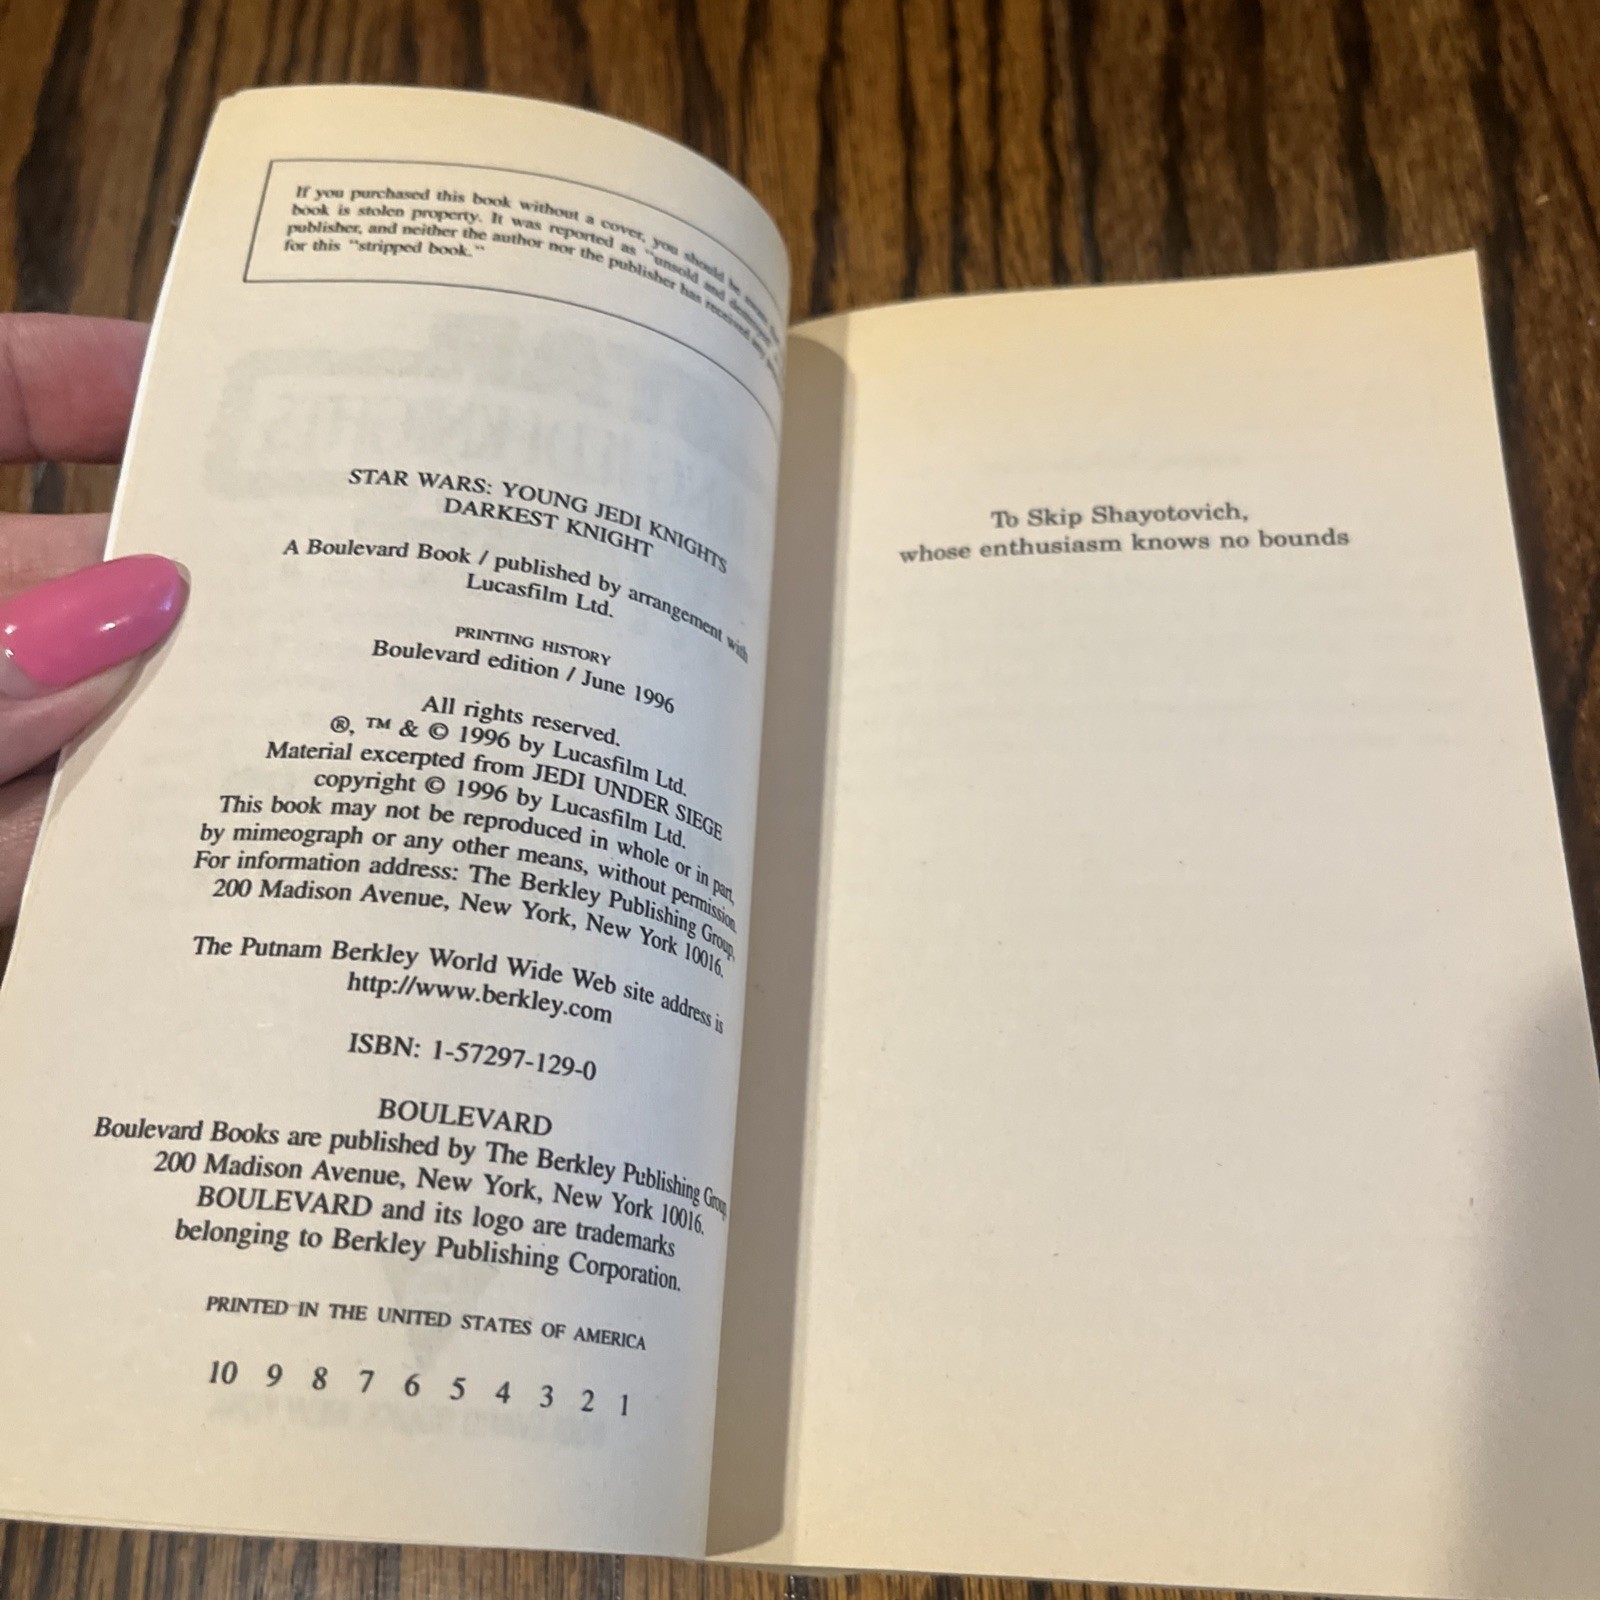 If you purchased this book without a cover, you should be aware that
book is stolen property. It was reported as "unsold and destroyed"
publisher, and neither the author nor the publisher has received any
for this "stripped book."
STAR WARS: YOUNG JEDI KNIGHTS
DARKEST KNIGHT
A Boulevard Book / published by arrangement with
Lucasfilm Ltd.
PRINTING HISTORY
Boulevard edition / June 1996
All rights reserved.
®, ™ & © 1996 by Lucasfilm Ltd.
Material excerpted from JEDI UNDER SIEGE
copyright © 1996 by Lucasfilm Ltd.
This book may not be reproduced in whole or in part,
by mimeograph or any other means, without permission.
For information address: The Berkley Publishing Group,
200 Madison Avenue, New York, New York 10016.
The Putnam Berkley World Wide Web site address is
http://www.berkley.com
ISBN: 1-57297-129-0
BOULEVARD
Boulevard Books are published by The Berkley Publishing Group,
200 Madison Avenue, New York, New York 10016.
BOULEVARD and its logo are trademarks
belonging to Berkley Publishing Corporation.
PRINTED IN THE UNITED STATES OF AMERICA
10 9 8 7 6 5 4 3 2 1
To Skip Shayotovich,
whose enthusiasm knows no bounds